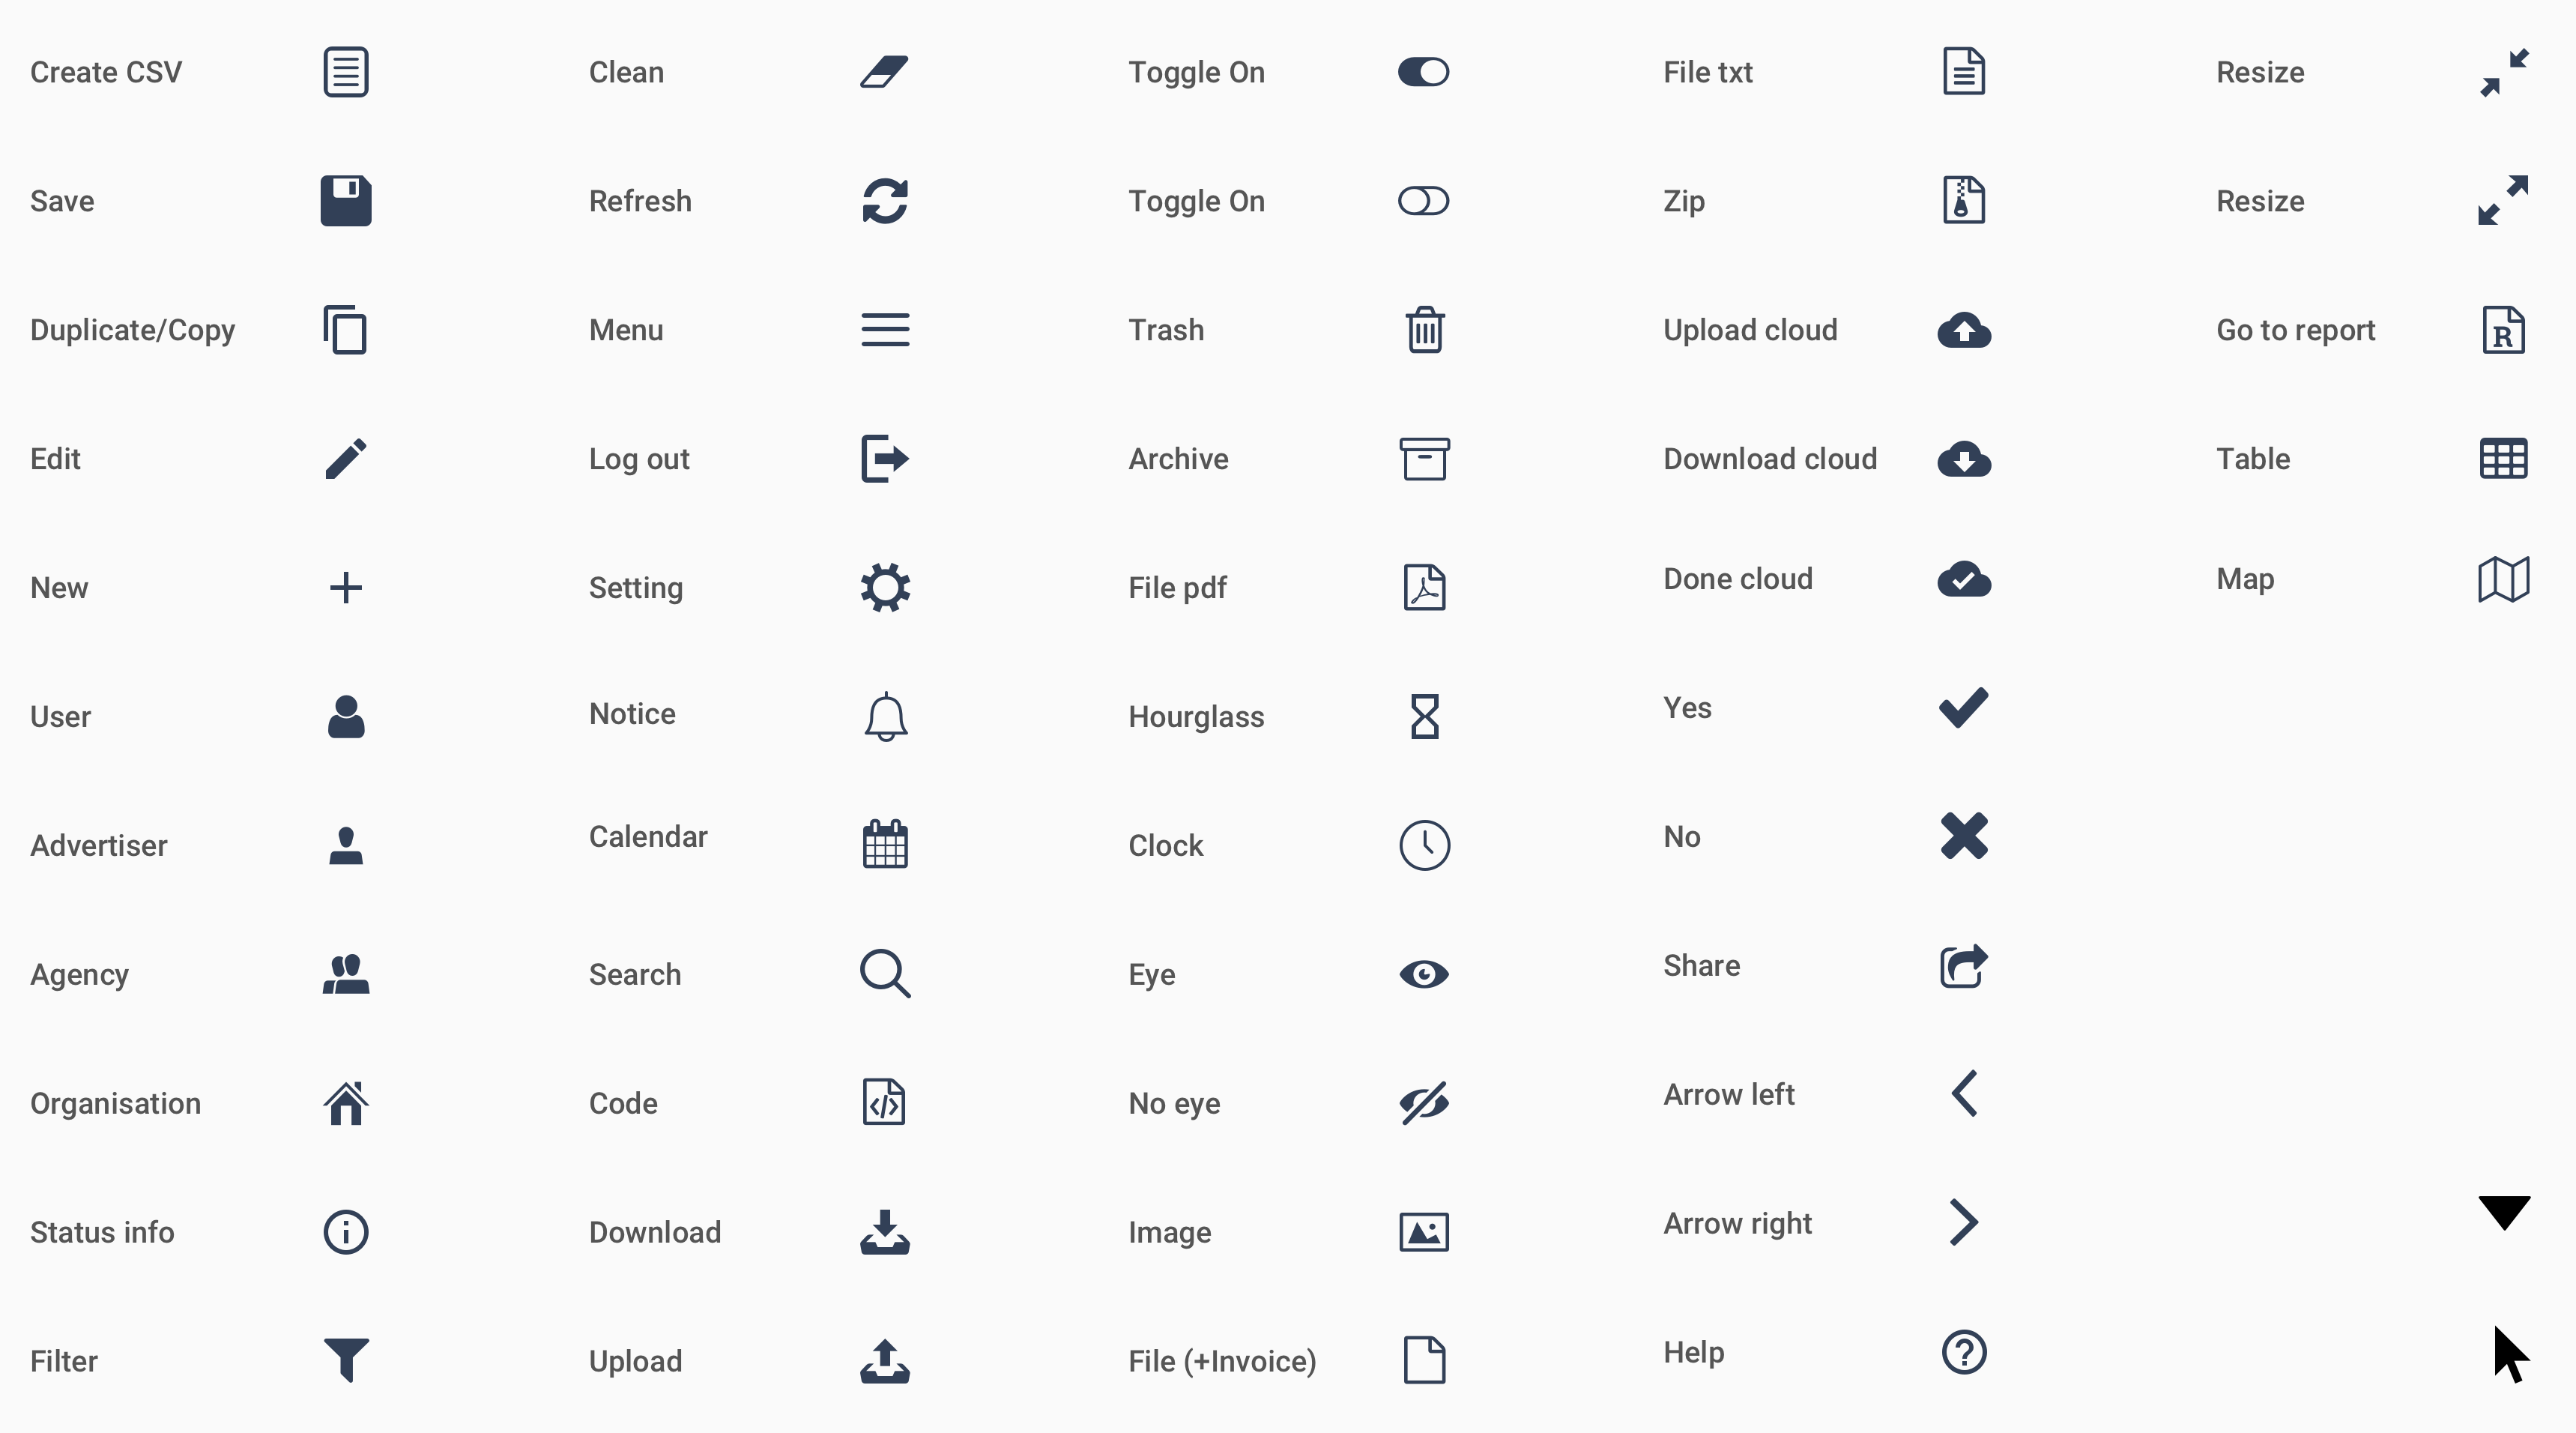 Create CSV
Clean
Toggle On
File txt
Resize
Save
Refresh
Toggle On
Zip
Resize
Duplicate/Copy
Menu
Trash
Upload cloud
Go to report
R
Edit
Log out
Archive
Download cloud
Table
New
Setting
File pdf
Done cloud
Map
User
Notice
Hourglass
Yes
Advertiser
Calendar
Clock
No
Agency
Search
Eye
Share
Organisation
Code
</>
No eye
Arrow left
Status info
Download
Image
Arrow right
Filter
Upload
File (+Invoice)
Help